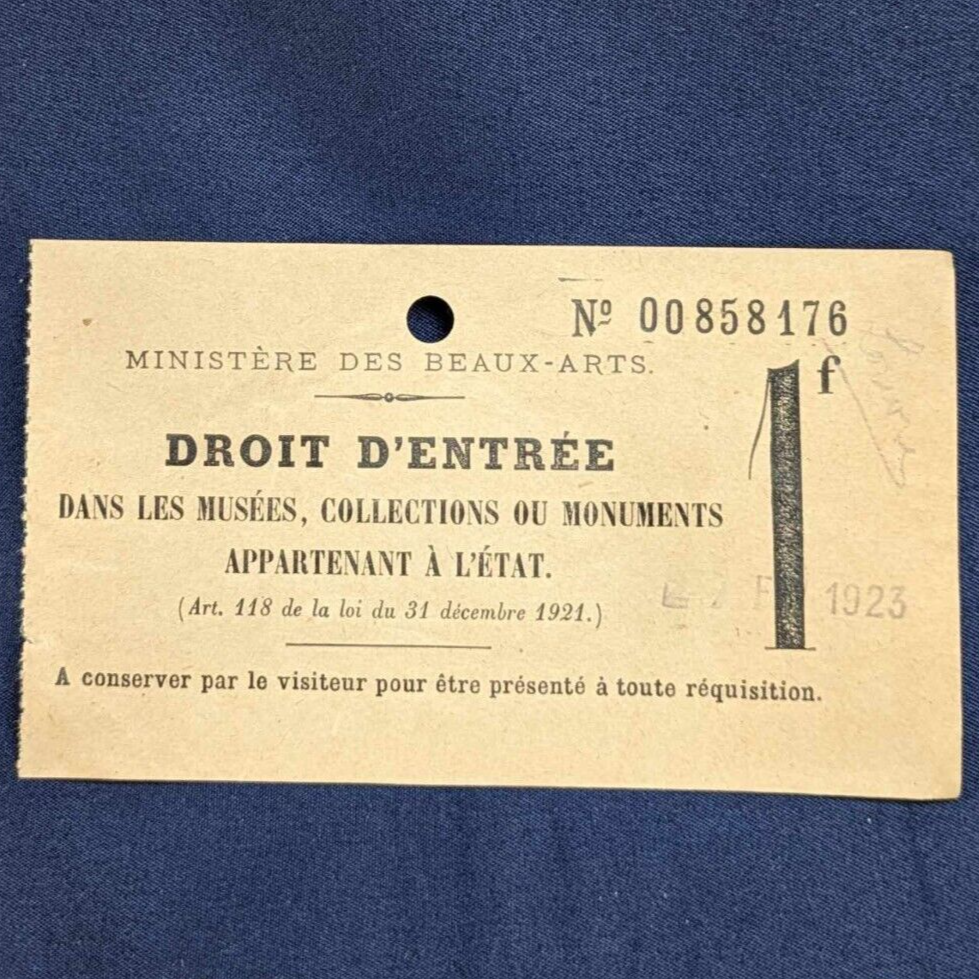 Nº 00858176
MINISTÈRE DES BEAUX-ARTS.
1 f
DROIT D'ENTRÉE
DANS LES MUSÉES, COLLECTIONS OU MONUMENTS
APPARTENANT À L'ÉTAT.
(Art. 118 de la loi du 31 décembre 1921.)
1923
A conserver par le visiteur pour être présenté à toute réquisition.